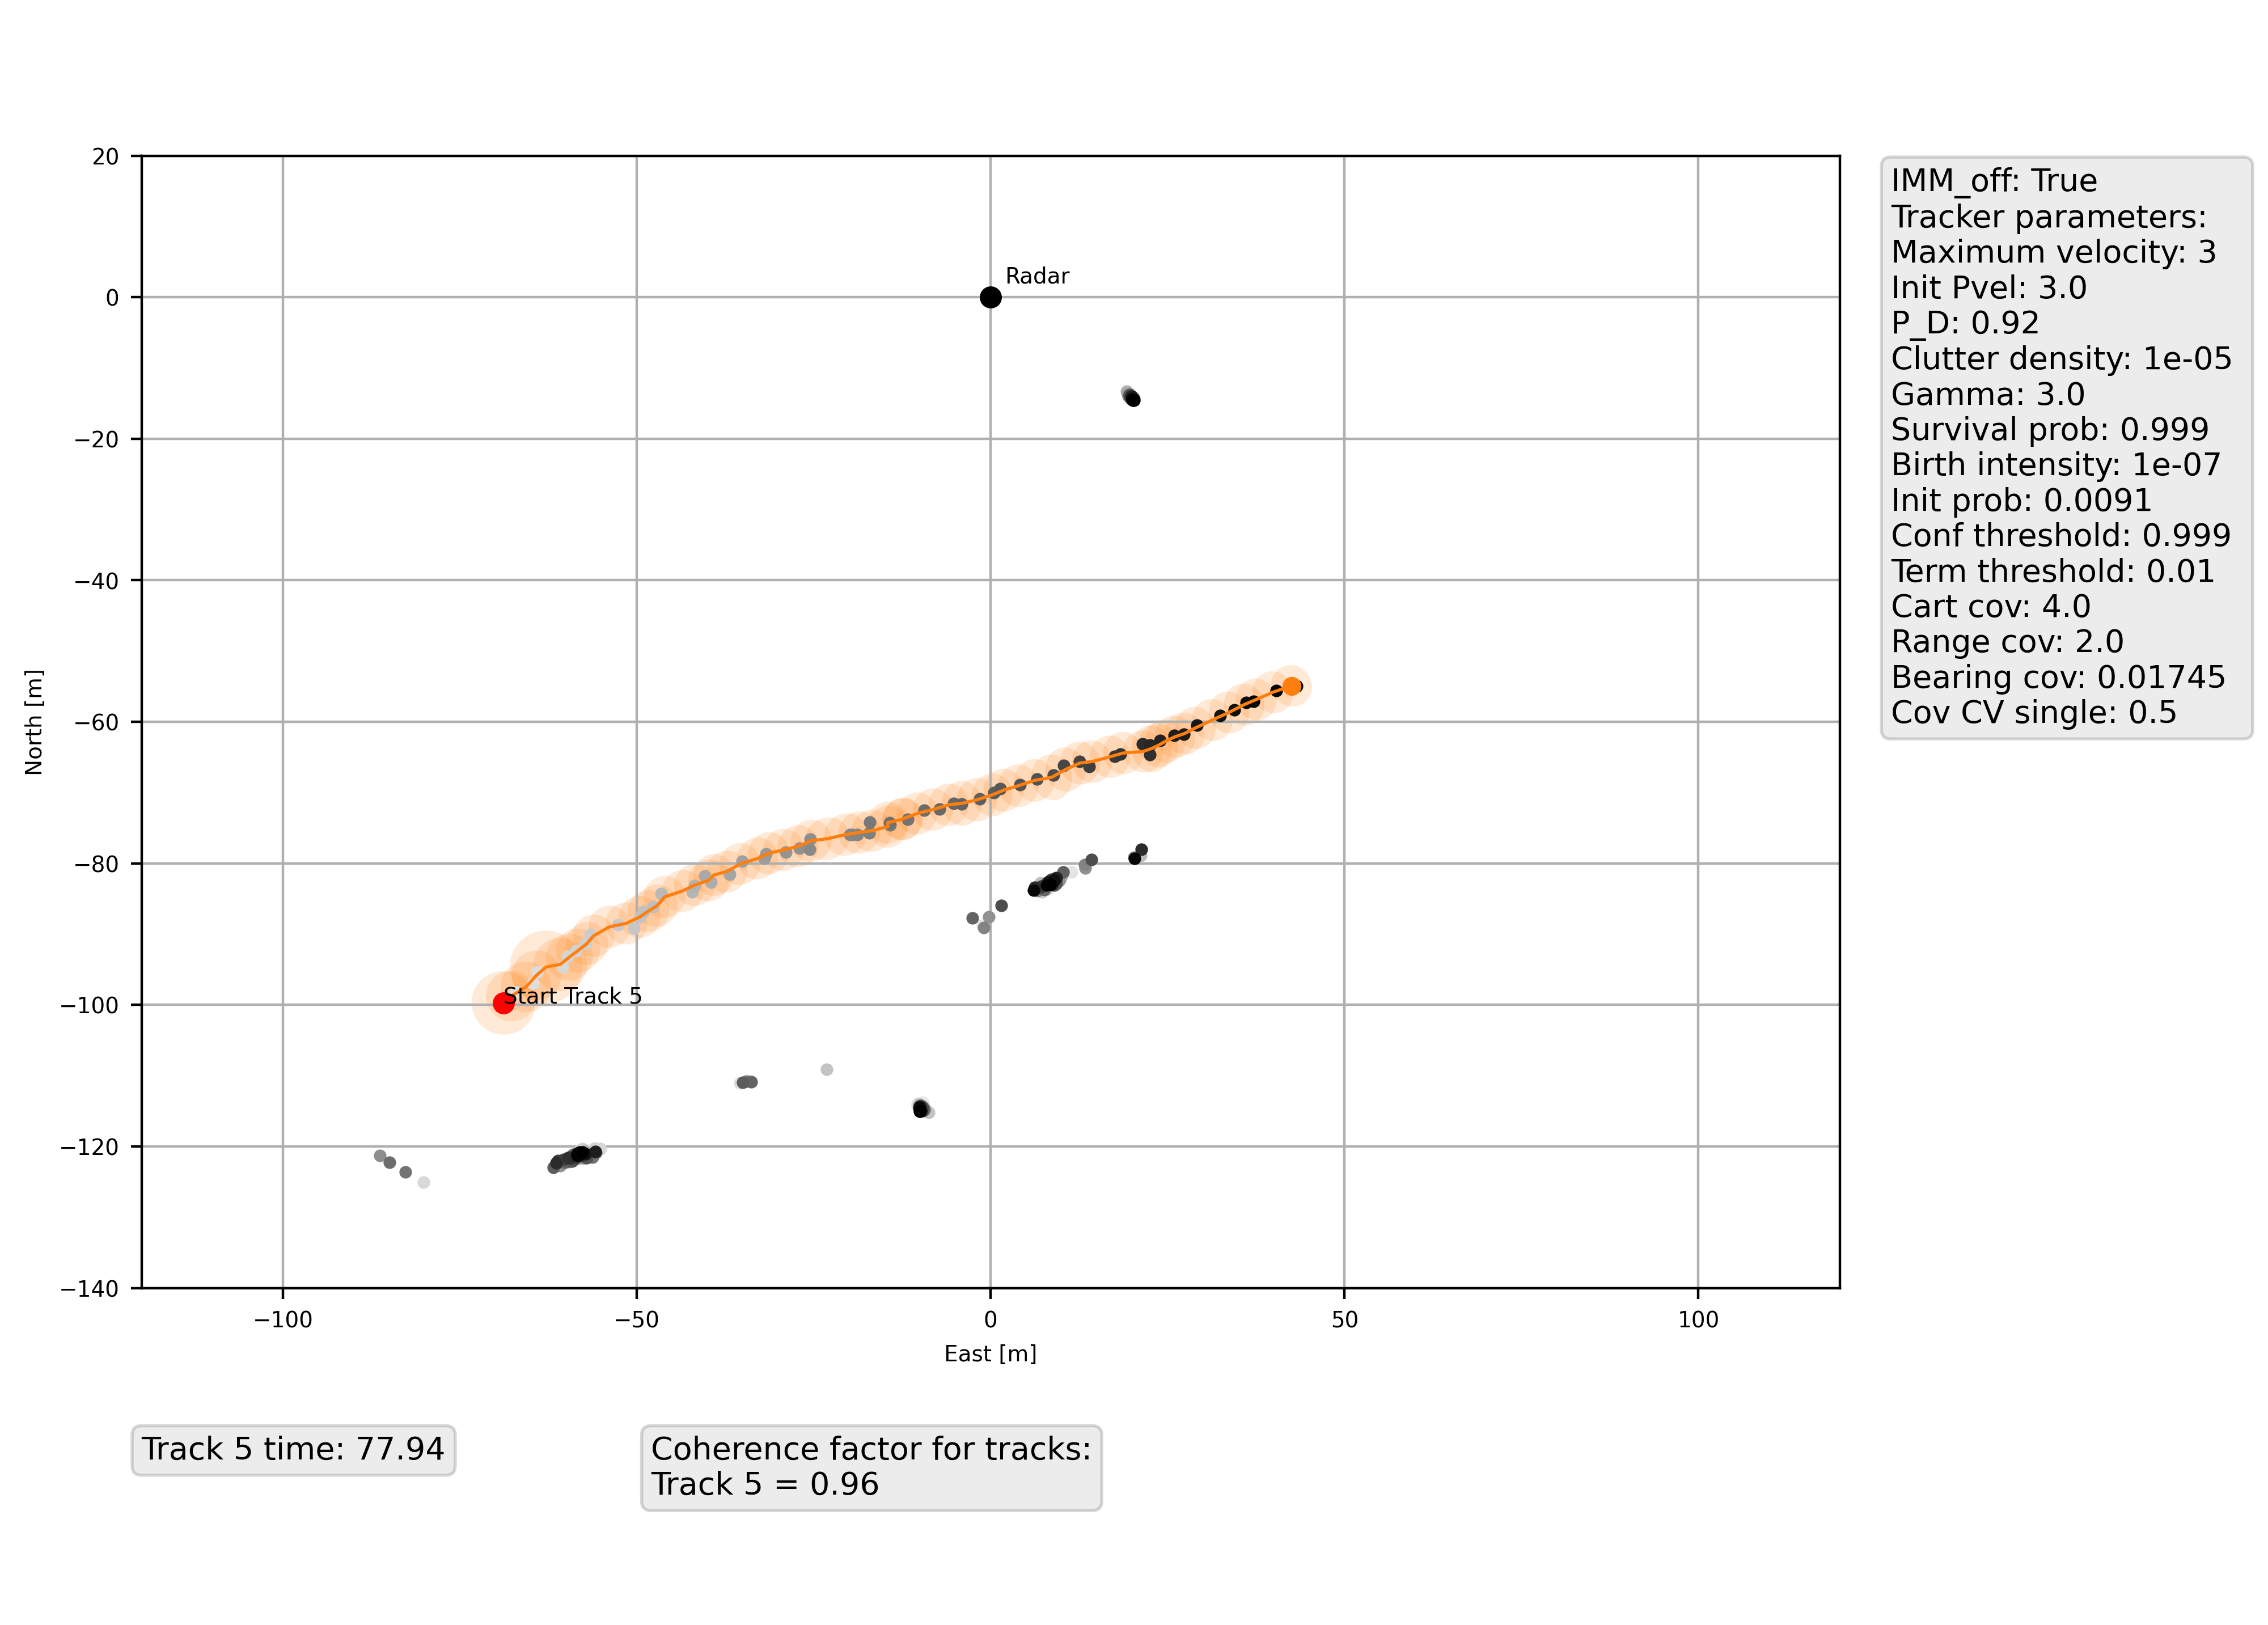 20
0
−20
−40
−60
−80
−100
−120
−140
North [m]
Radar
Start Track 5
−100
−50
0
50
100
East [m]
IMM_off: True
Tracker parameters:
Maximum velocity: 3
Init Pvel: 3.0
P_D: 0.92
Clutter density: 1e-05
Gamma: 3.0
Survival prob: 0.999
Birth intensity: 1e-07
Init prob: 0.0091
Conf threshold: 0.999
Term threshold: 0.01
Cart cov: 4.0
Range cov: 2.0
Bearing cov: 0.01745
Cov CV single: 0.5
Track 5 time: 77.94
Coherence factor for tracks:
Track 5 = 0.96